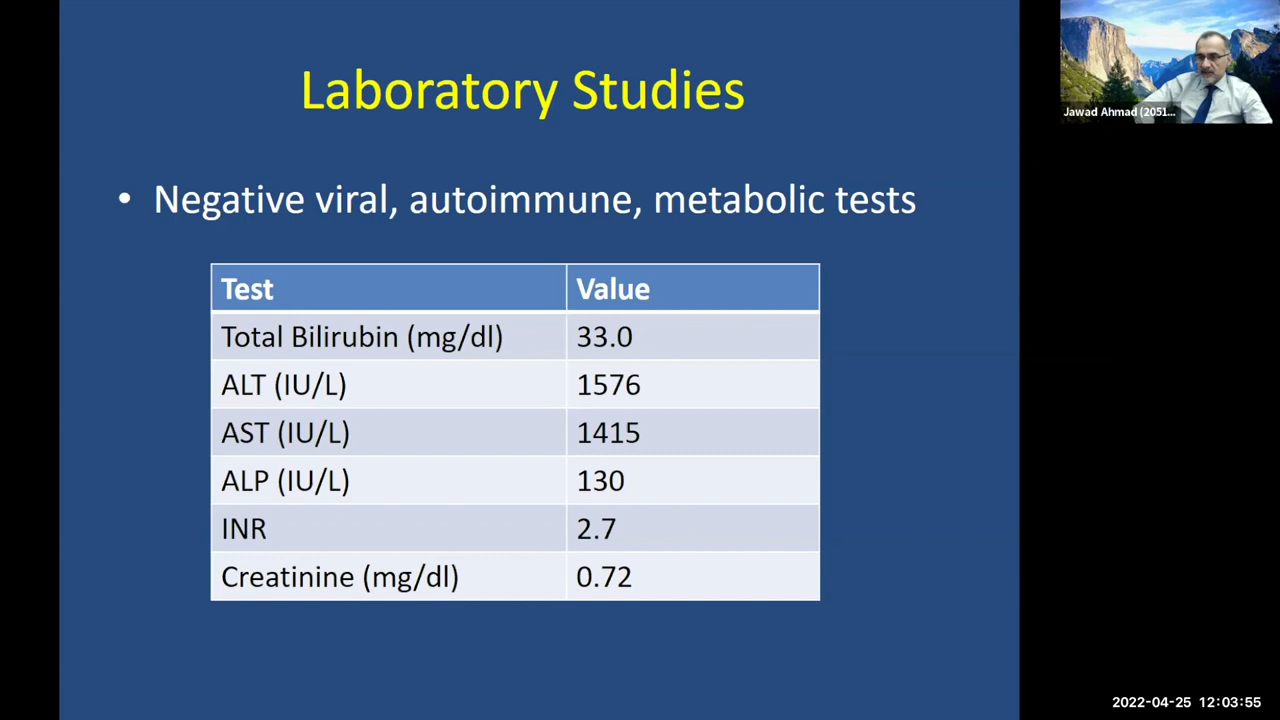 Laboratory Studies
• Negative viral, autoimmune, metabolic tests
Test Value
Total Bilirubin (mg/dl) 33.0
ALT (IU/L) 1576
AST (IU/L) 1415
ALP (IU/L) 130
INR 2.7
Creatinine (mg/dl) 0.72
Jawad Ahmad (2051...
2022-04-25 12:03:55